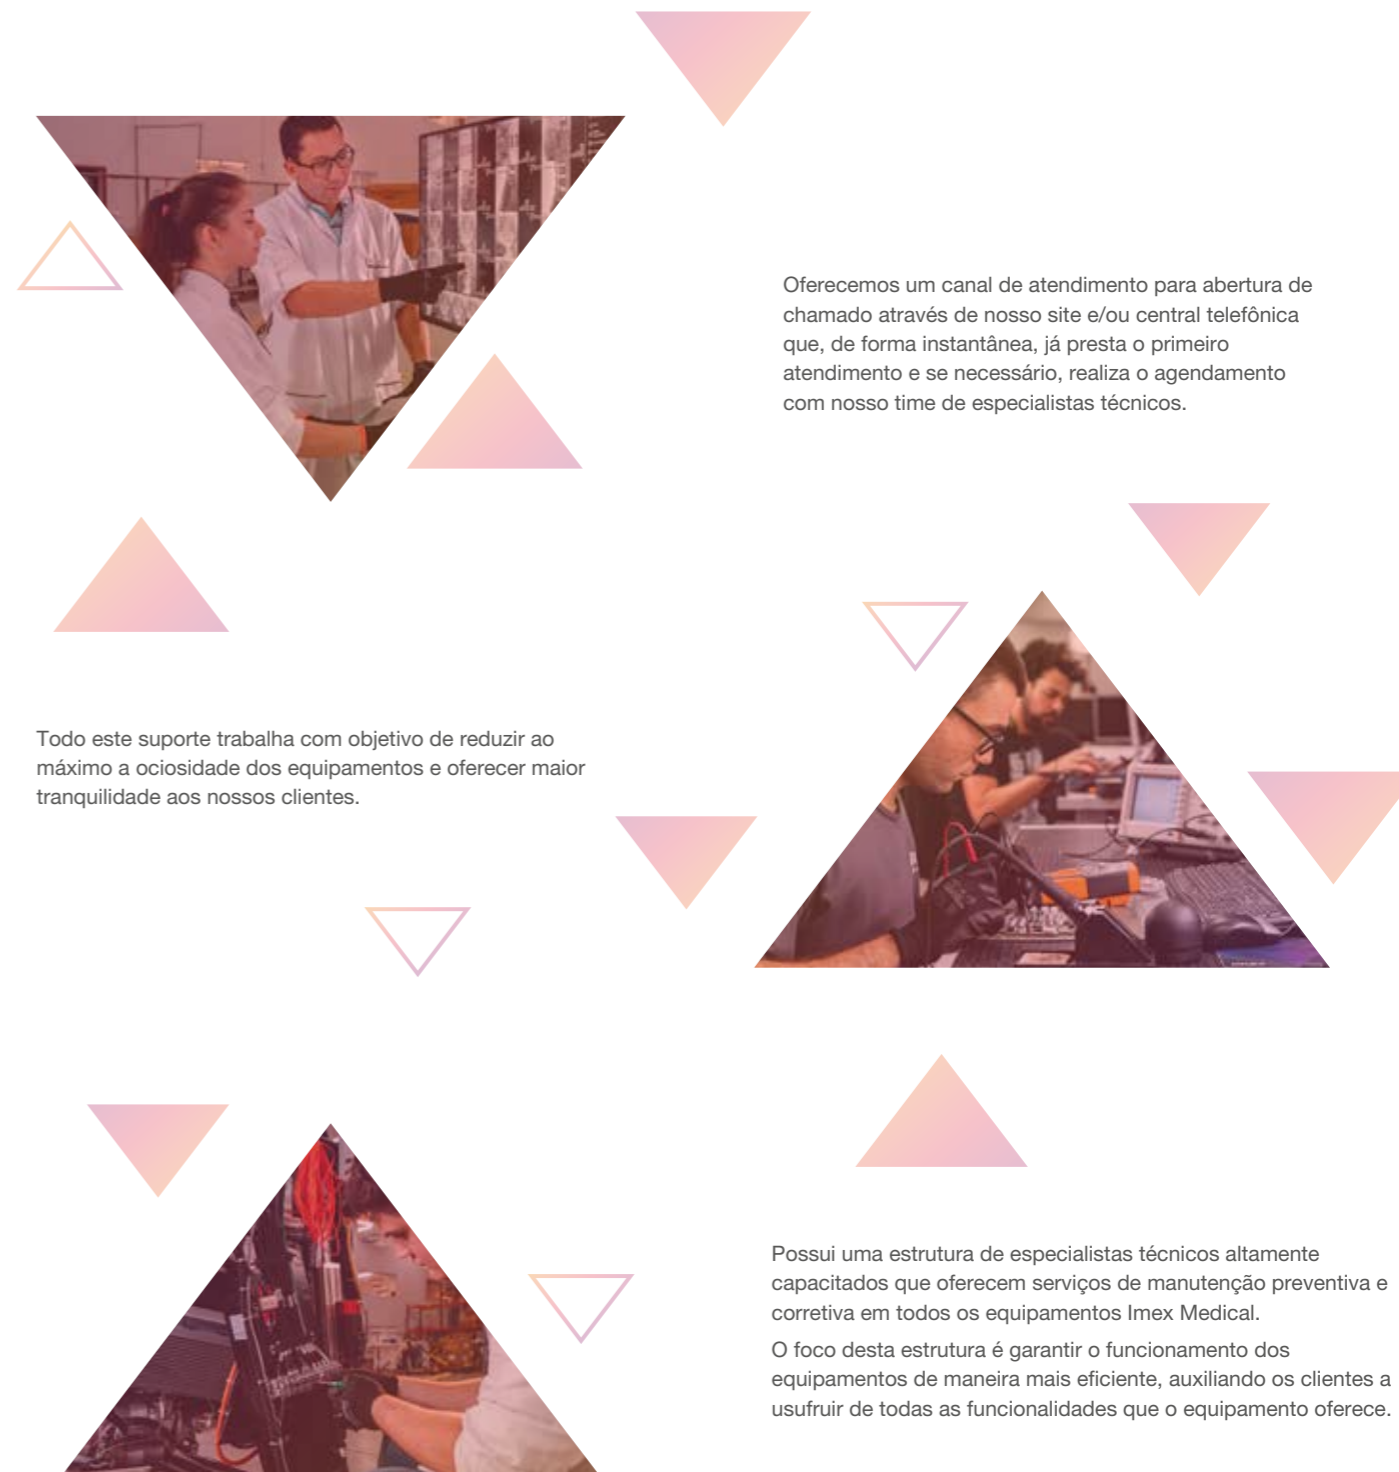 Oferecemos um canal de atendimento para abertura de
chamado através de nosso site e/ou central telefônica
que, de forma instantânea, já presta o primeiro
atendimento e se necessário, realiza o agendamento
com nosso time de especialistas técnicos.
Todo este suporte trabalha com objetivo de reduzir ao
máximo a ociosidade dos equipamentos e oferecer maior
tranquilidade aos nossos clientes.
Possui uma estrutura de especialistas técnicos altamente
capacitados que oferecem serviços de manutenção preventiva e
corretiva em todos os equipamentos Imex Medical.
O foco desta estrutura é garantir o funcionamento dos
equipamentos de maneira mais eficiente, auxiliando os clientes a
usufruir de todas as funcionalidades que o equipamento oferece.